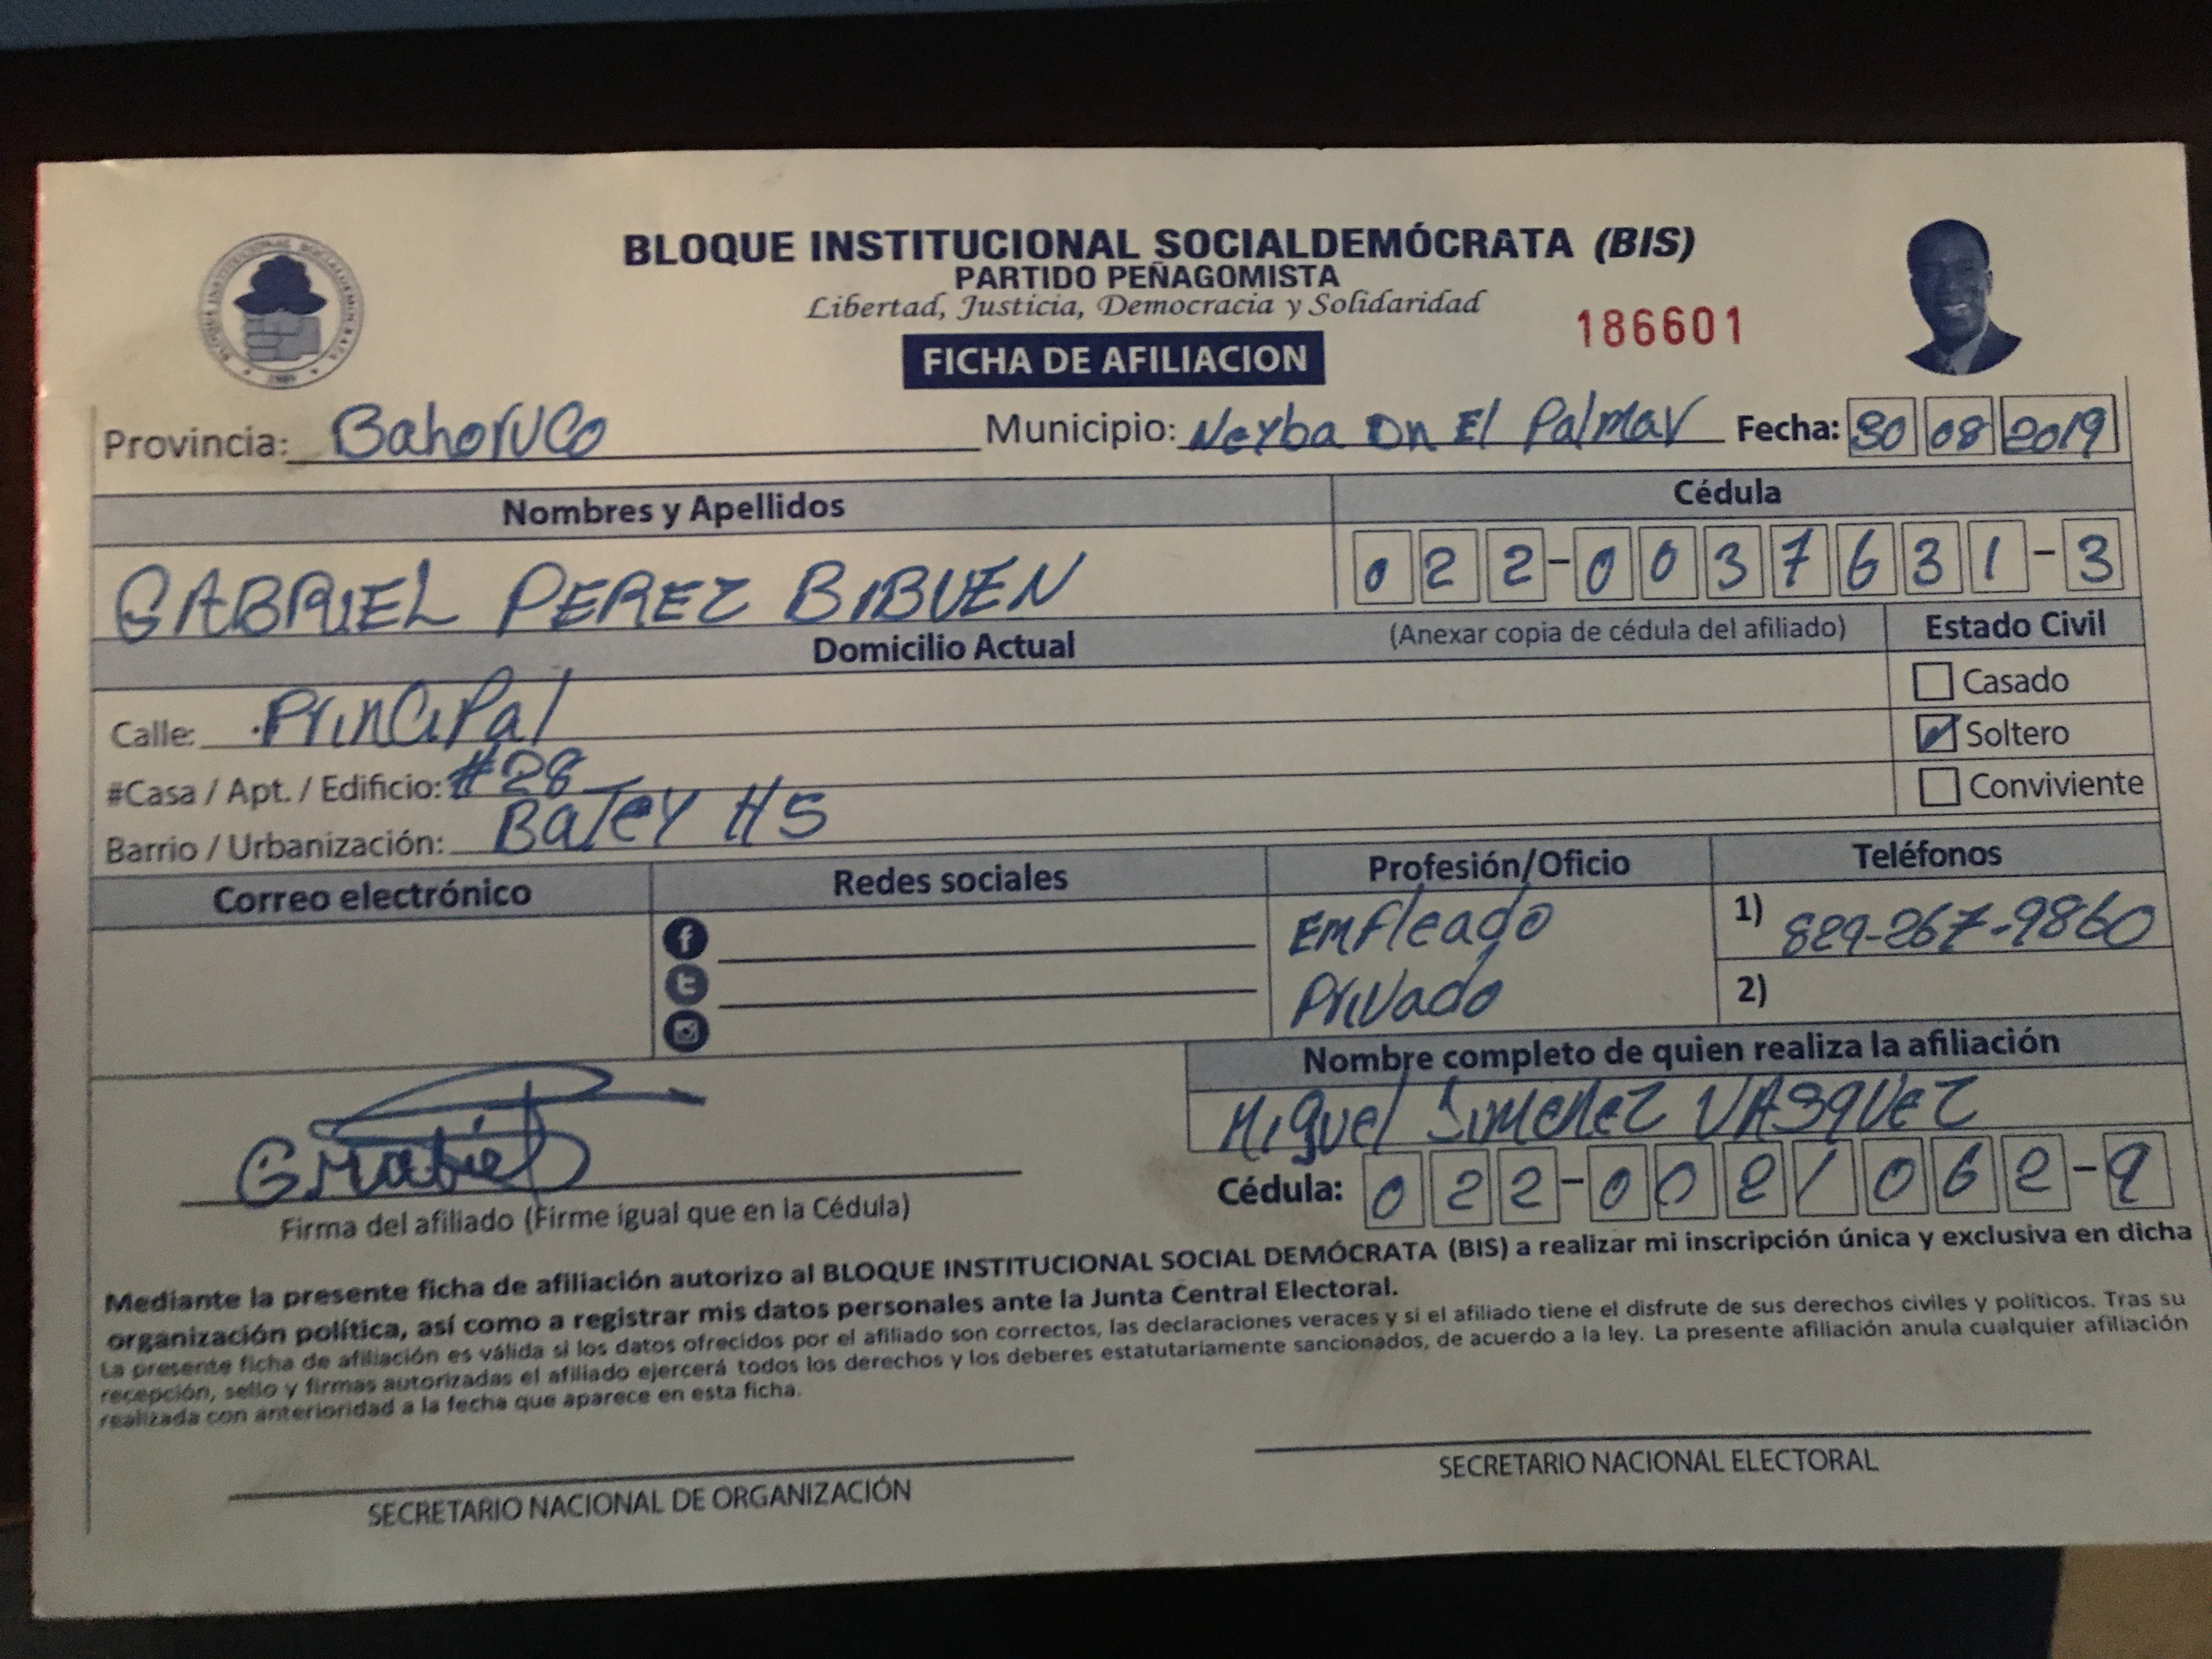 BLOQUE INSTITUCIONAL SOCIALDEMÓCRATA (BIS)
PARTIDO PEÑAGOMISTA
Libertad, Justicia, Democracia y Solidaridad
186601
FICHA DE AFILIACION
Provincia: Bahoruco Municipio: Neyba Dn El Palmar Fecha: 30 08 2019
Nombres y Apellidos Cédula
GABRIEL PEREZ BIBUEN 022-0037631-3
Domicilio Actual (Anexar copia de cédula del afiliado) Estado Civil
Casado
Calle: Principal Soltero
#Casa / Apt. / Edificio: #28 Conviviente
Barrio / Urbanización: Batey #5
Correo electrónico Redes sociales Profesión/Oficio Teléfonos
Empleado 1) 829-267-9860
Privado 2)
Nombre completo de quien realiza la afiliación
Miguel Jimenez VASQUEZ
Cédula: 022-0021062-9
Firma del afiliado (Firme igual que en la Cédula)
Mediante la presente ficha de afiliación autorizo al BLOQUE INSTITUCIONAL SOCIAL DEMÓCRATA (BIS) a realizar mi inscripción única y exclusiva en dicha
organización política, así como a registrar mis datos personales ante la Junta Central Electoral.
La presente ficha de afiliación es válida si los datos ofrecidos por el afiliado son correctos, las declaraciones veraces y si el afiliado tiene el disfrute de sus derechos civiles y políticos. Tras su
recepción, sello y firmas autorizadas el afiliado ejercerá todos los derechos y los deberes estatutariamente sancionados, de acuerdo a la ley. La presente afiliación anula cualquier afiliación
realizada con anterioridad a la fecha que aparece en esta ficha.
SECRETARIO NACIONAL DE ORGANIZACIÓN SECRETARIO NACIONAL ELECTORAL